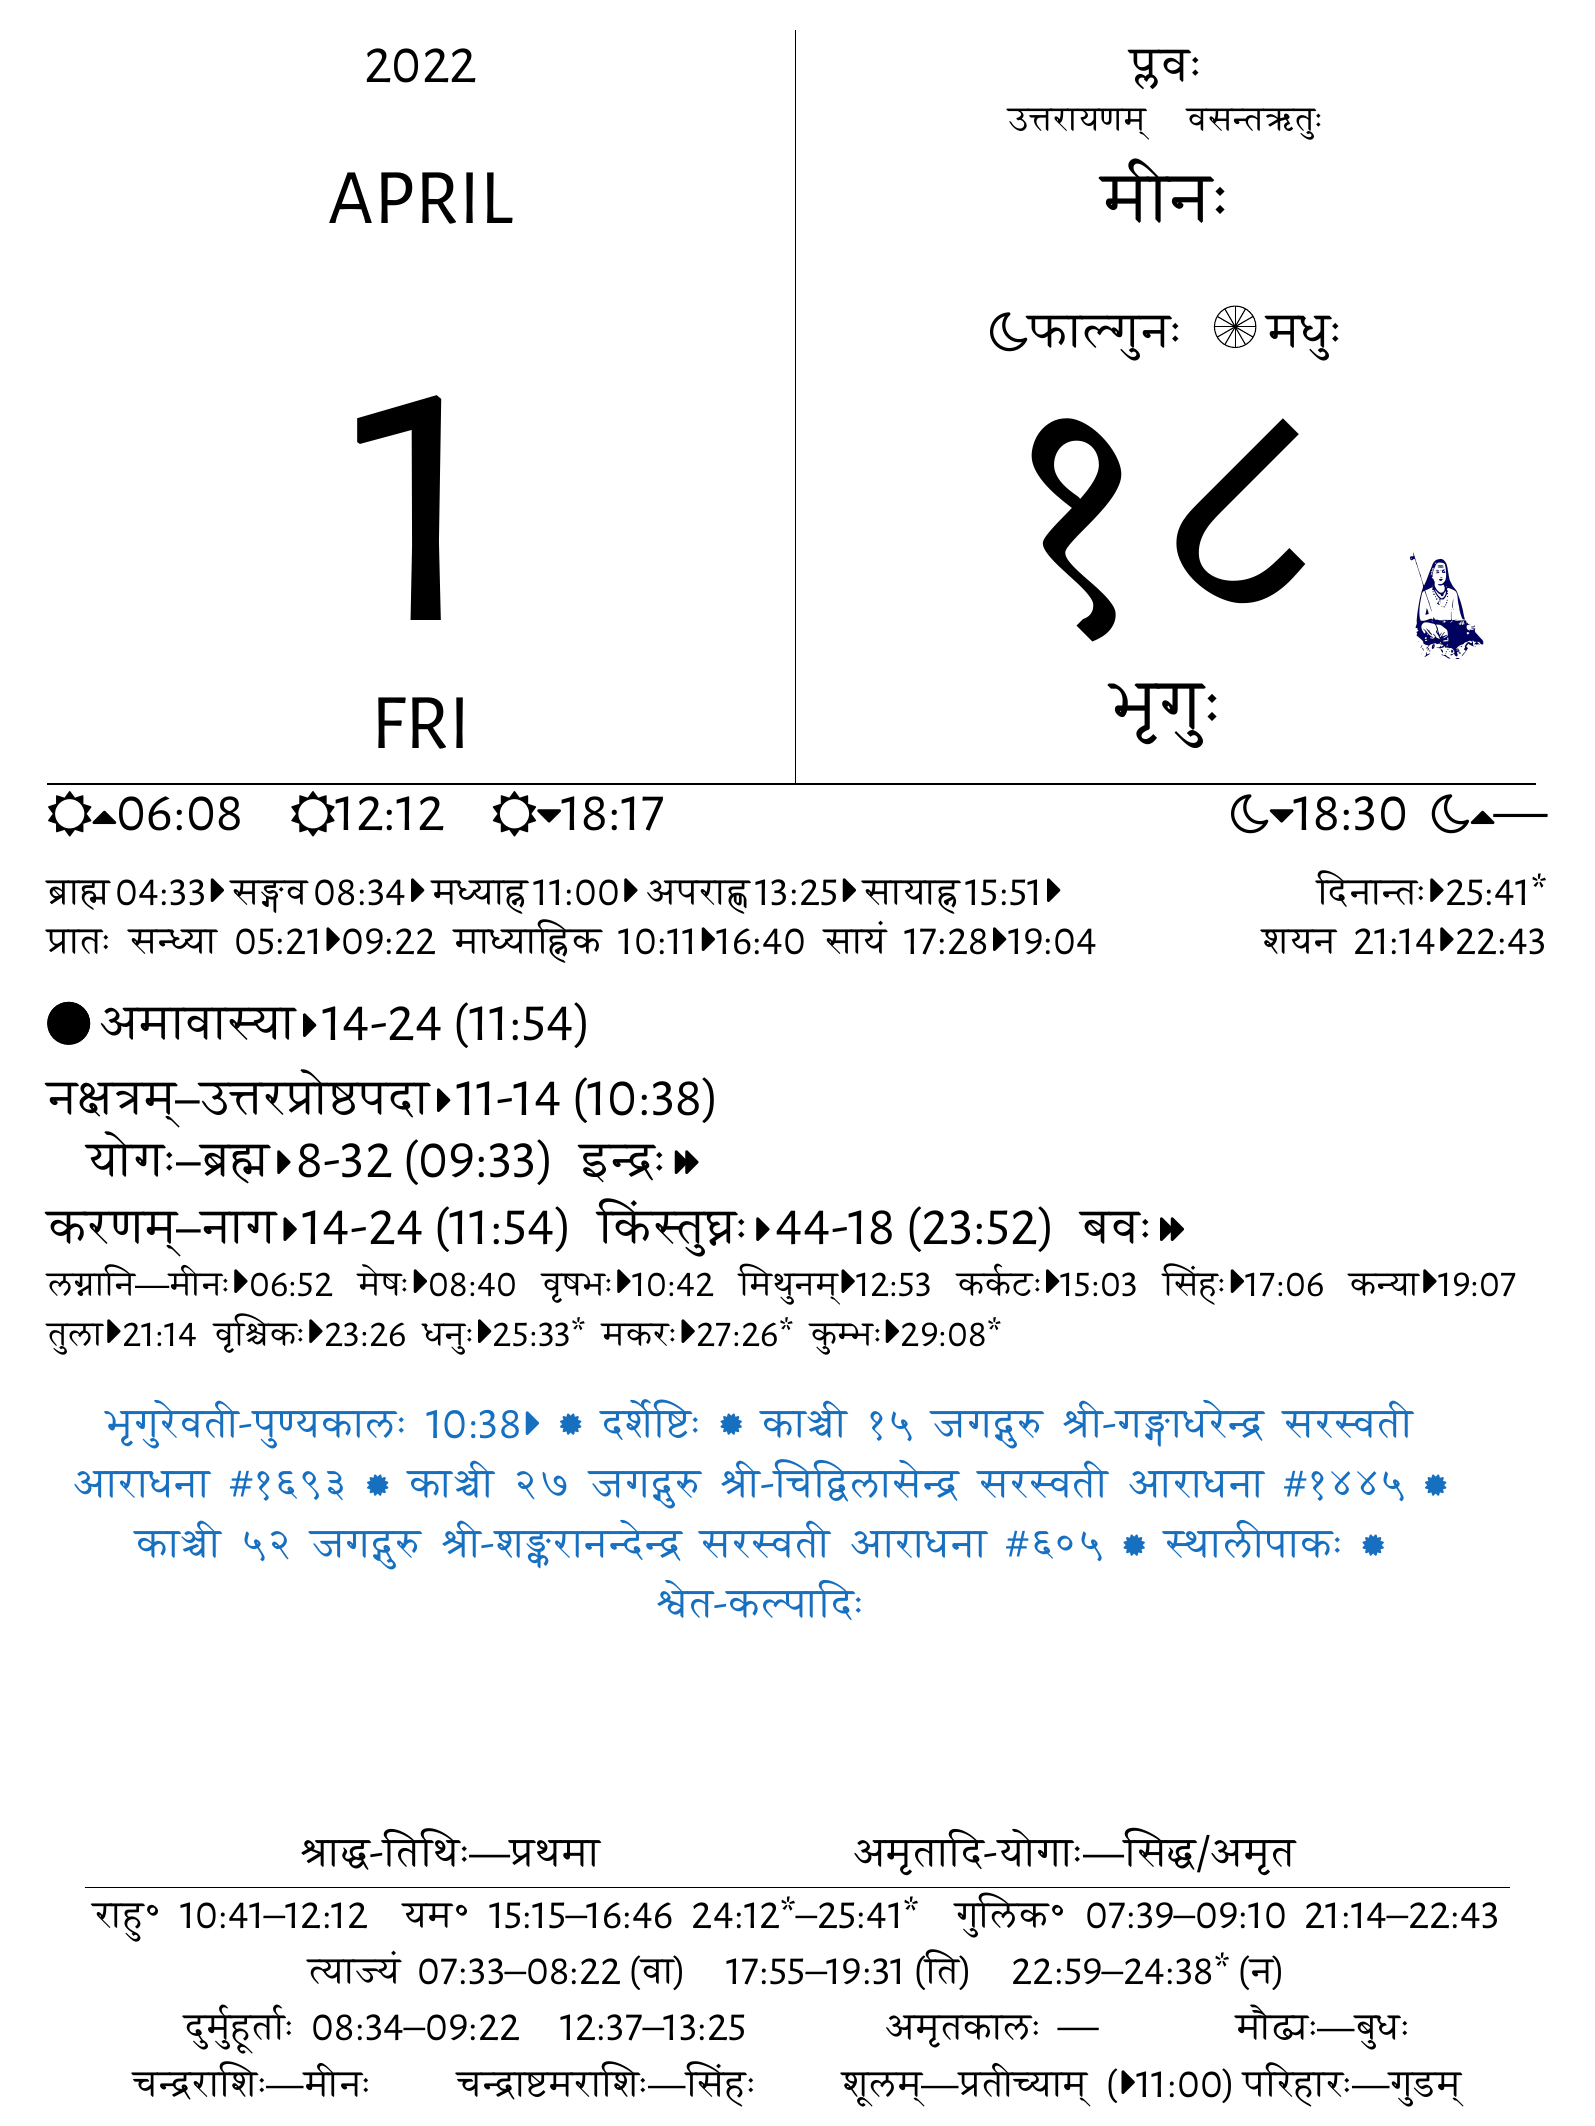 2022
APRIL
1
FRI
प्लवः
उत्तरायणम् वसन्तऋतुः
मीनः
फाल्गुनः मधुः
१८
भृगुः
06:08 12:12 18:17 18:30 —
ब्राह्म 04:33 सङ्गव 08:34 मध्याह्न 11:00 अपराह्ण 13:25 सायाह्न 15:51 दिनान्तः 25:41*
प्रातः सन्ध्या 05:21 09:22 माध्याह्निक 10:11 16:40 सायं 17:28 19:04 शयन 21:14 22:43
अमावास्या 14-24 (11:54)
नक्षत्रम्–उत्तरप्रोष्ठपदा 11-14 (10:38)
योगः–ब्रह्म 8-32 (09:33) इन्द्रः
करणम्–नाग 14-24 (11:54) किंस्तुघ्नः 44-18 (23:52) बवः
लग्नानि—मीनः 06:52 मेषः 08:40 वृषभः 10:42 मिथुनम् 12:53 कर्कटः 15:03 सिंहः 17:06 कन्या 19:07
तुला 21:14 वृश्चिकः 23:26 धनुः 25:33* मकरः 27:26* कुम्भः 29:08*
भृगुरेवती-पुण्यकालः 10:38 दर्शेष्टिः काञ्ची १५ जगद्गुरु श्री-गङ्गाधरेन्द्र सरस्वती
आराधना #१६९३ काञ्ची २७ जगद्गुरु श्री-चिद्विलासेन्द्र सरस्वती आराधना #१४४५
काञ्ची ५२ जगद्गुरु श्री-शङ्करानन्देन्द्र सरस्वती आराधना #६०५ स्थालीपाकः
श्वेत-कल्पादिः
श्राद्ध-तिथिः—प्रथमा अमृतादि-योगाः—सिद्ध/अमृत
राहु॰ 10:41–12:12 यम॰ 15:15–16:46 24:12*–25:41* गुलिक॰ 07:39–09:10 21:14–22:43
त्याज्यं 07:33–08:22 (वा) 17:55–19:31 (ति) 22:59–24:38* (न)
दुर्मुहूर्ताः 08:34–09:22 12:37–13:25 अमृतकालः — मौढ्यः—बुधः
चन्द्रराशिः—मीनः चन्द्राष्टमराशिः—सिंहः शूलम्—प्रतीच्याम् (11:00) परिहारः—गुडम्